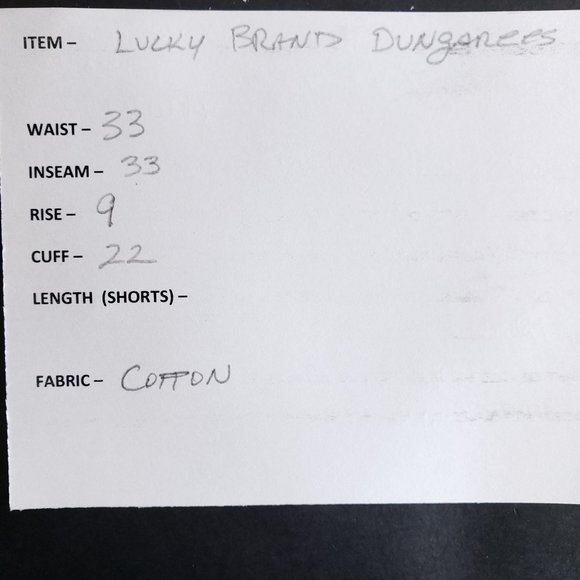 ITEM – LUCKY BRAND DUNGAREES
WAIST – 33
INSEAM – 33
RISE – 9
CUFF – 22
LENGTH (SHORTS) –
FABRIC – COTTON